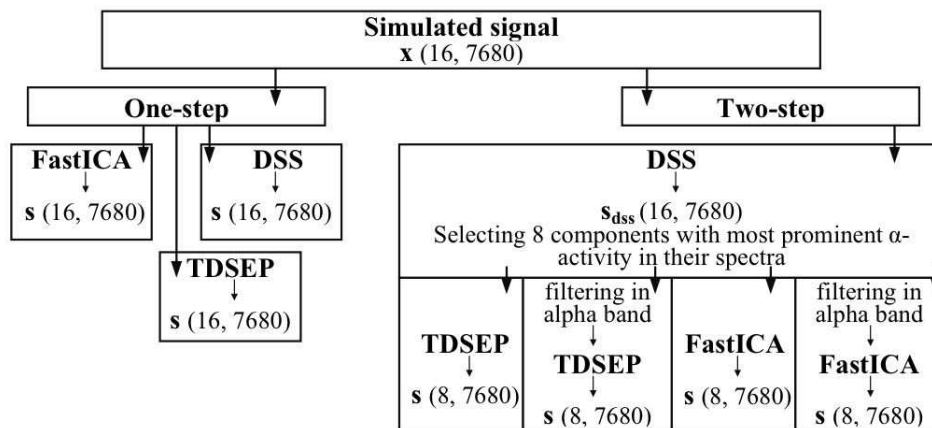 Simulated signal
x (16, 7680)
One-step
Two-step
FastICA
s (16, 7680)
DSS
s (16, 7680)
TDSEP
s (16, 7680)
DSS
sdss (16, 7680)
Selecting 8 components with most prominent α-
activity in their spectra
TDSEP
s (8, 7680)
filtering in
alpha band
TDSEP
s (8, 7680)
FastICA
s (8, 7680)
filtering in
alpha band
FastICA
s (8, 7680)